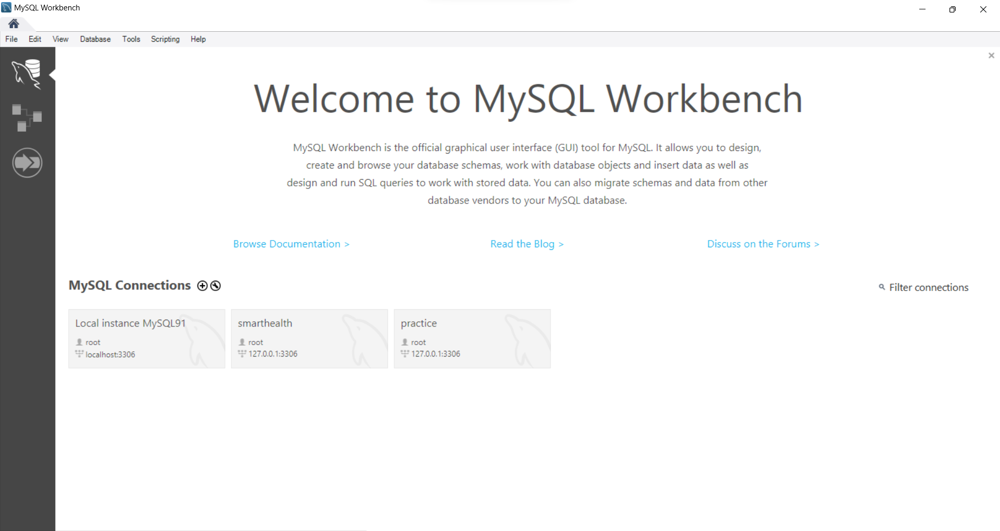 MySQL Workbench
File Edit View Database Tools Scripting Help
Welcome to MySQL Workbench
MySQL Workbench is the official graphical user interface (GUI) tool for MySQL. It allows you to design,
create and browse your database schemas, work with database objects and insert data as well as
design and run SQL queries to work with stored data. You can also migrate schemas and data from other
database vendors to your MySQL database.
Browse Documentation >
Read the Blog >
Discuss on the Forums >
MySQL Connections
Filter connections
Local instance MySQL91
root
localhost:3306
smarthealth
root
127.0.0.1:3306
practice
root
127.0.0.1:3306